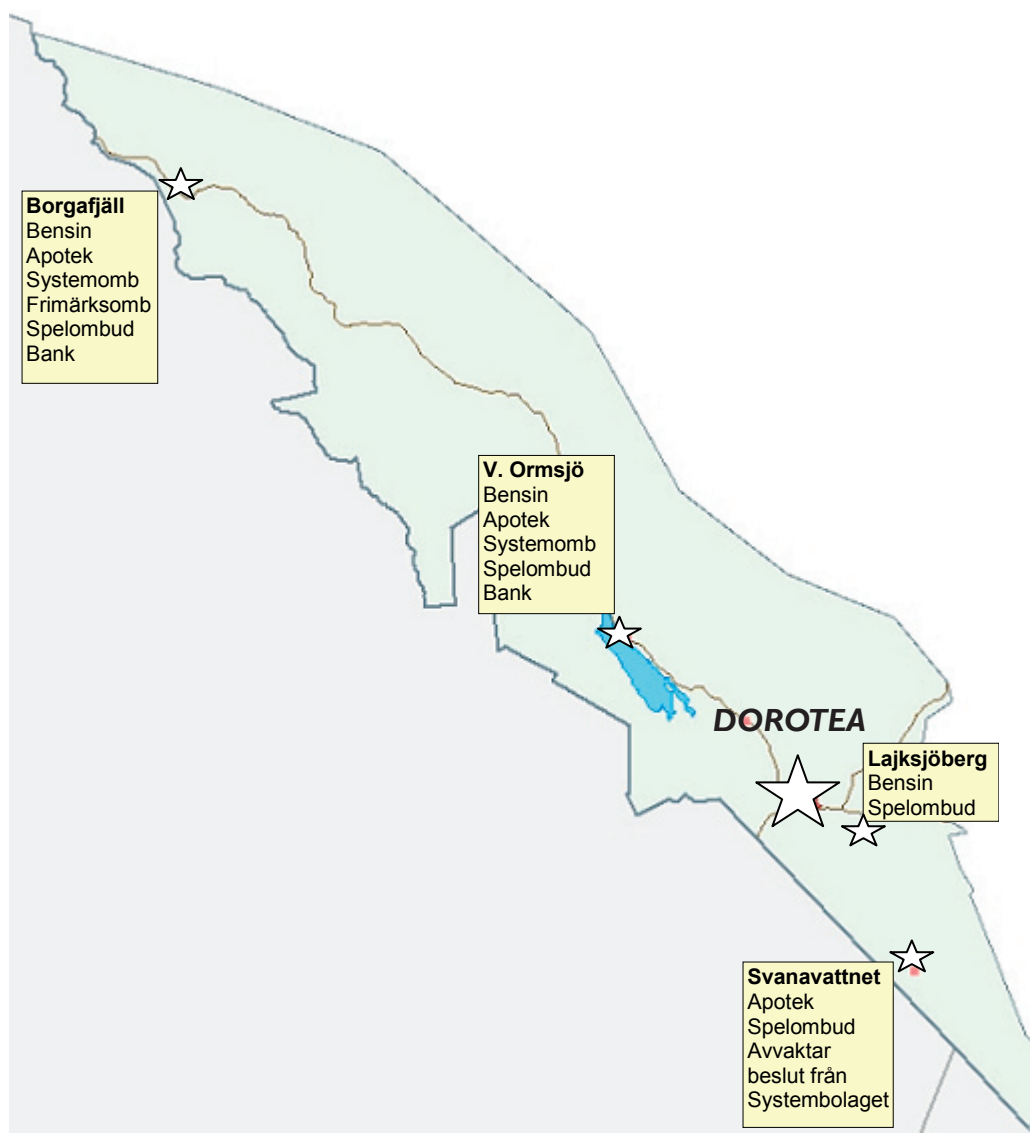 Borgafjäll
Bensin
Apotek
Systemomb
Frimärksomb
Spelombud
Bank
V. Ormsjö
Bensin
Apotek
Systemomb
Spelombud
Bank
DOROTEA
Lajksjöberg
Bensin
Spelombud
Svanavattnet
Apotek
Spelombud
Avvaktar
beslut från
Systembolaget